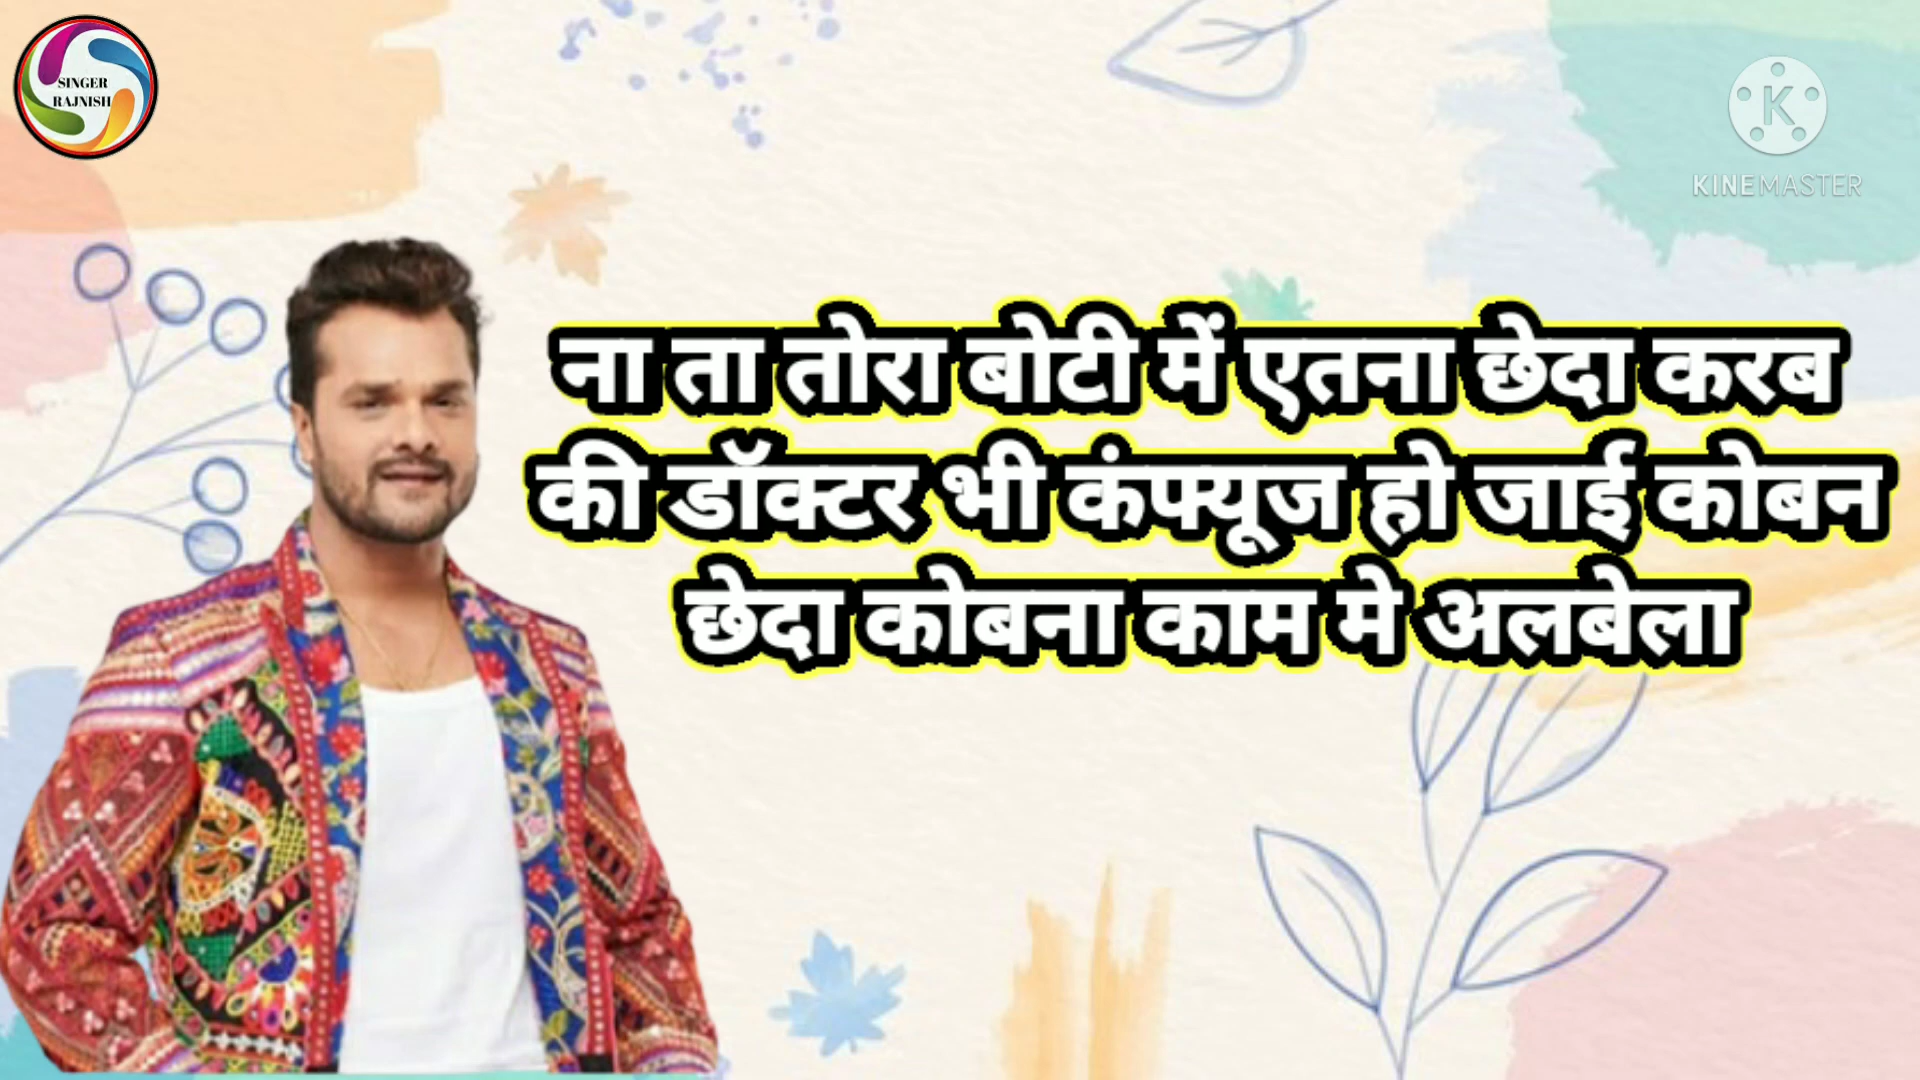 SINGER
RAJNISH
KINEMASTER
ना ता तोरा बोटी में एतना छेदा करब
की डॉक्टर भी कंफ्यूज हो जाई कोबन
छेदा कोबना काम मे अलबेला